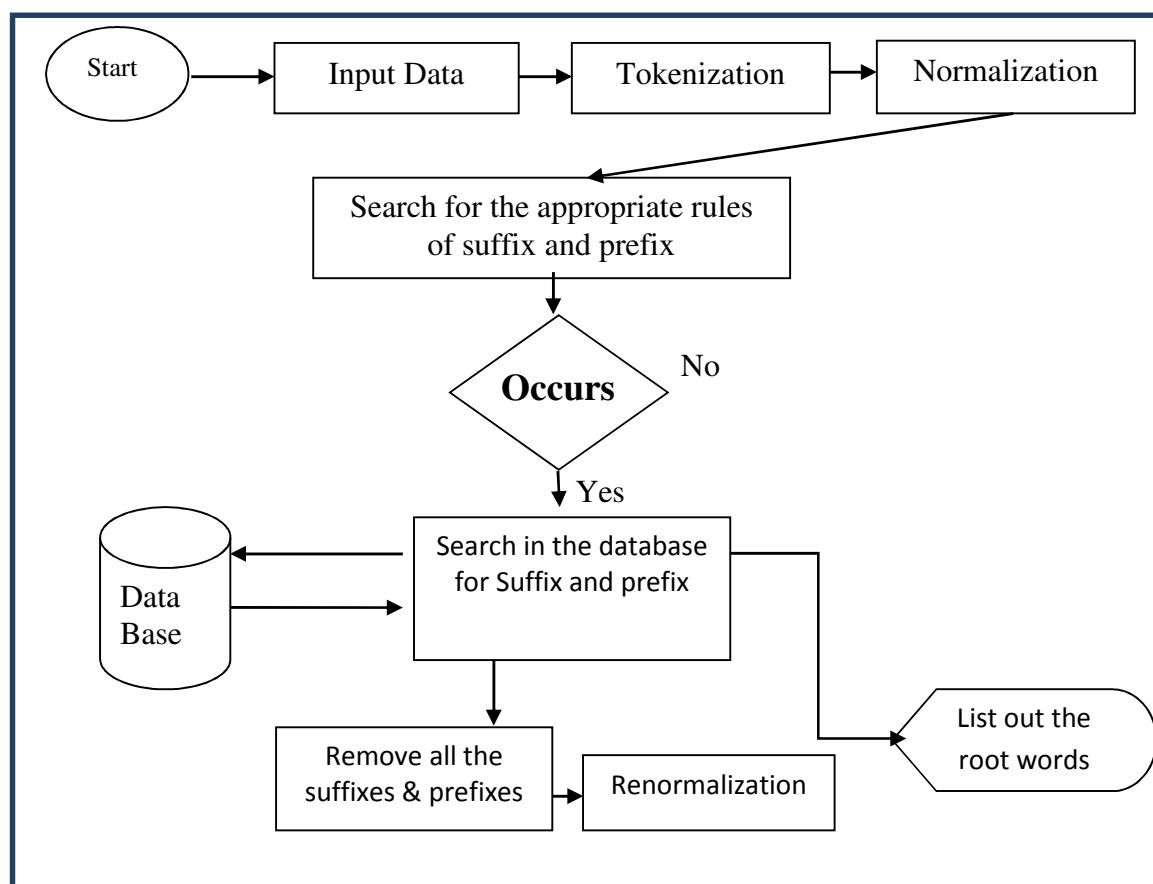 Start
Input Data
Tokenization
Normalization
Search for the appropriate rules
of suffix and prefix
Occurs
No
Yes
Search in the database
for Suffix and prefix
Data
Base
Remove all the
suffixes & prefixes
Renormalization
List out the
root words